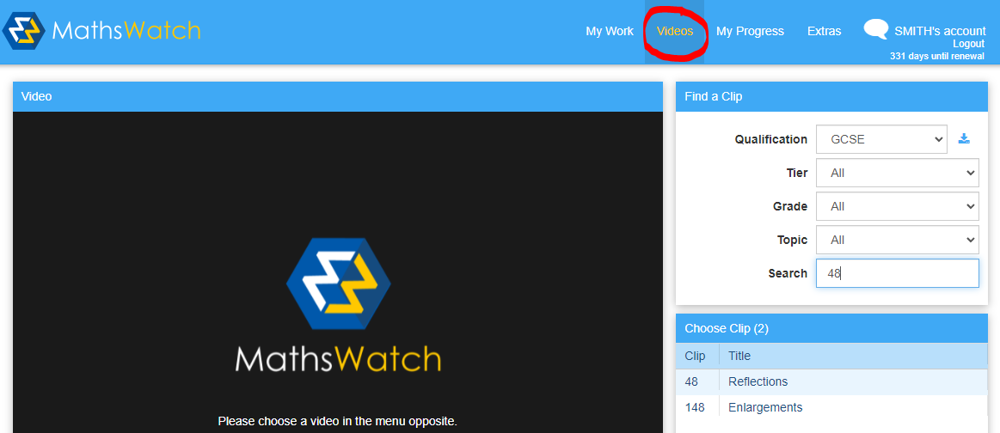 MathsWatch
My Work Videos My Progress Extras SMITH's account
Logout
331 days until renewal
Video
MathsWatch
Please choose a video in the menu opposite.
Find a Clip
Qualification GCSE
Tier All
Grade All
Topic All
Search 48
Choose Clip (2)
Clip Title
48 Reflections
148 Enlargements